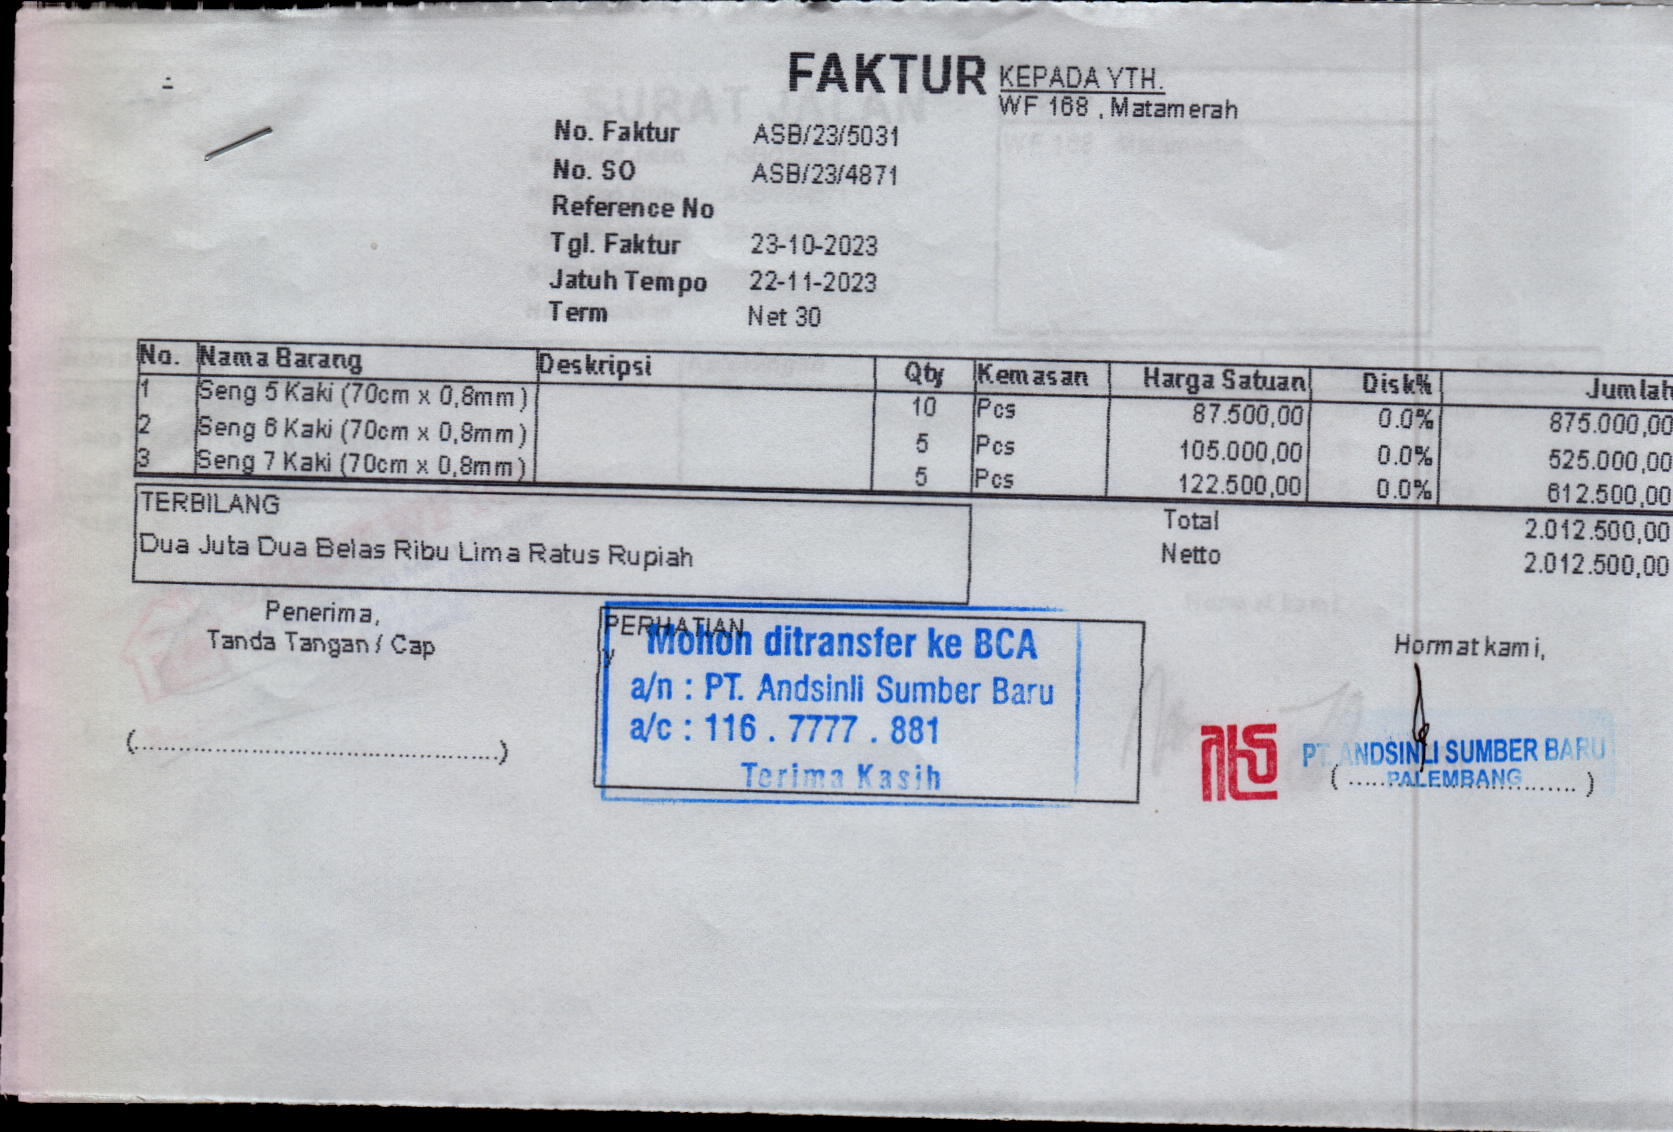 FAKTUR
KEPADA YTH.
WF 168 , Matamerah
No. Faktur ASB/23/5031
No. SO ASB/23/4871
Reference No
Tgl. Faktur 23-10-2023
Jatuh Tempo 22-11-2023
Term Net 30
No. Nama Barang Deskripsi Qty Kemasan Harga Satuan Disk% Jumlah
1 Seng 5 Kaki (70cm x 0,8mm) 10 Pcs 87.500,00 0.0% 875.000,00
2 Seng 6 Kaki (70cm x 0,8mm) 5 Pcs 105.000,00 0.0% 525.000,00
3 Seng 7 Kaki (70cm x 0,8mm) 5 Pcs 122.500,00 0.0% 612.500,00
TERBILANG
Dua Juta Dua Belas Ribu Lima Ratus Rupiah
Total 2.012.500,00
Netto 2.012.500,00
Penerima,
Tanda Tangan / Cap
(............................................)
PERHATIAN
Mohon ditransfer ke BCA
a/n : PT. Andsinli Sumber Baru
a/c : 116 . 7777 . 881
Terima Kasih
Hormat kami,
PT. ANDSINLI SUMBER BARU
PALEMBANG